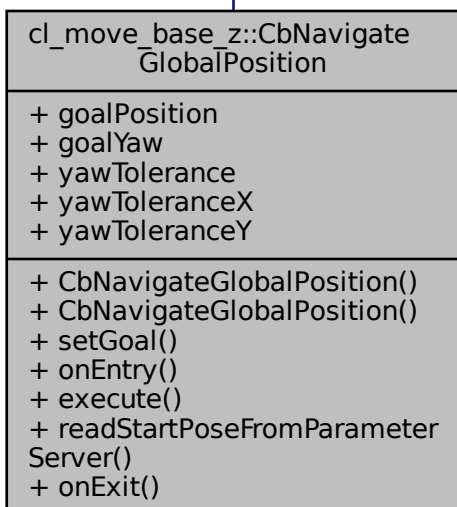 cl_move_base_z::CbNavigate
GlobalPosition
+ goalPosition
+ goalYaw
+ yawTolerance
+ yawToleranceX
+ yawToleranceY
+ CbNavigateGlobalPosition()
+ CbNavigateGlobalPosition()
+ setGoal()
+ onEntry()
+ execute()
+ readStartPoseFromParameter
Server()
+ onExit()